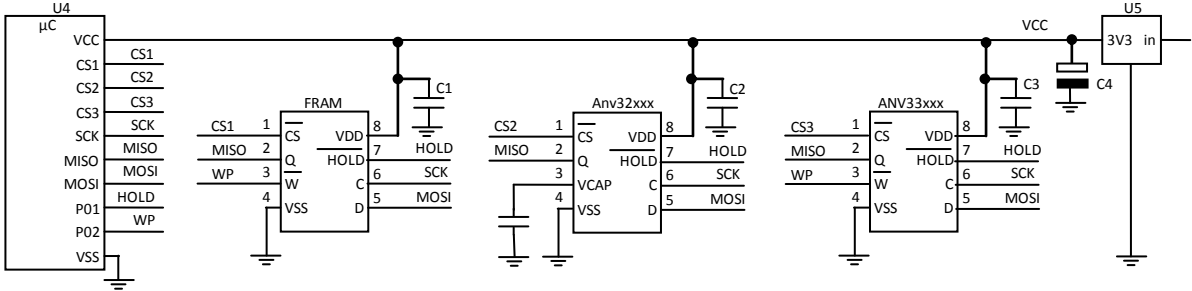 U4
µC
VCC
CS1
CS2
CS3
SCK
MISO
MOSI
P01
P02
VSS
CS1
CS2
CS3
SCK
MISO
MOSI
HOLD
WP
FRAM
C1
CS1 1 CS VDD 8
MISO 2 Q HOLD 7 HOLD
WP 3 W C 6 SCK
4 VSS D 5 MOSI
Anv32xxx
C2
CS2 1 CS VDD 8
MISO 2 Q HOLD 7 HOLD
3 VCAP C 6 SCK
4 VSS D 5 MOSI
ANV33xxx
C3
CS3 1 CS VDD 8
MISO 2 Q HOLD 7 HOLD
WP 3 W C 6 SCK
4 VSS D 5 MOSI
VCC
C4
U5
3V3 in